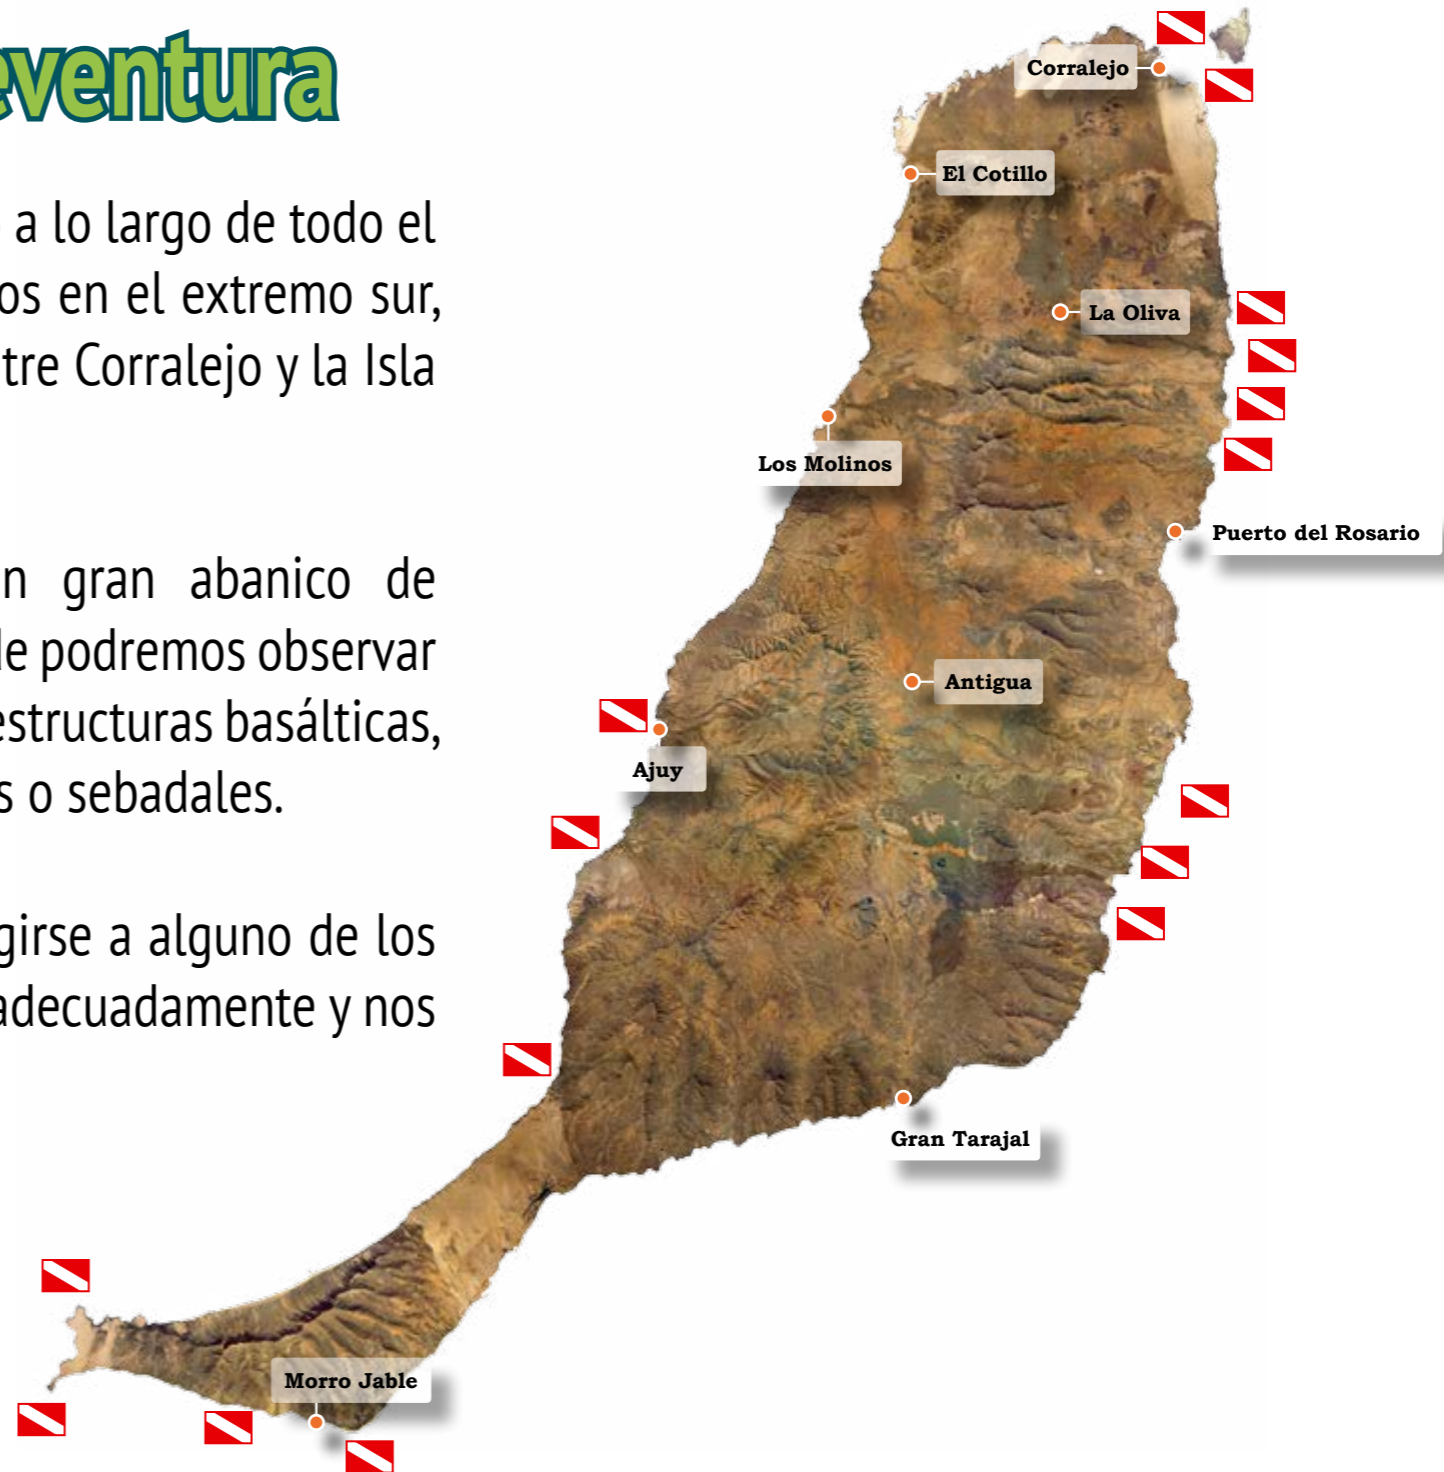 eventura
a lo largo de todo el
os en el extremo sur,
tre Corralejo y la Isla
n gran abanico de
de podremos observar
estructuras basálticas,
s o sebadales.
girse a alguno de los
adecuadamente y nos
Corralejo
El Cotillo
La Oliva
Los Molinos
Puerto del Rosario
Antigua
Ajuy
Gran Tarajal
Morro Jable